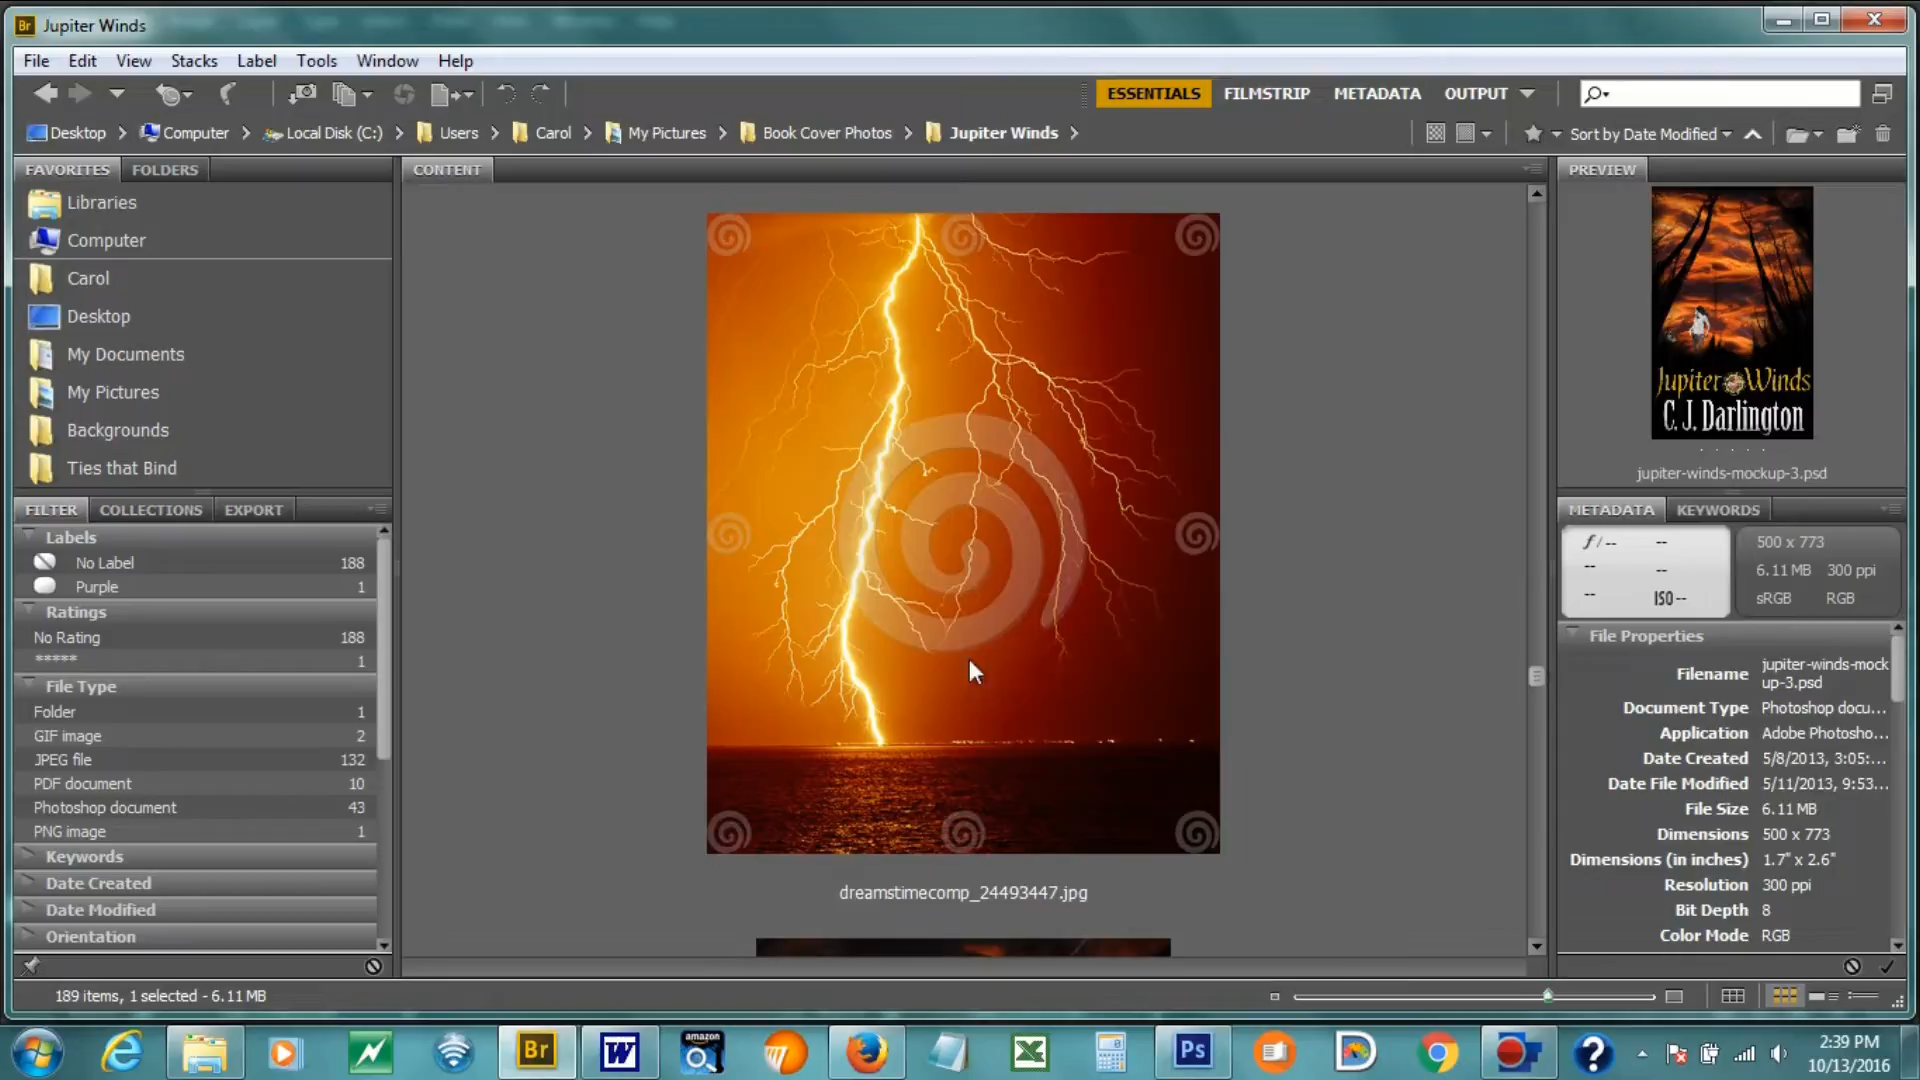 Br Jupiter Winds
File Edit View Stacks Label Tools Window Help
ESSENTIALS FILMSTRIP METADATA OUTPUT
Desktop Computer Local Disk (C:) Users Carol My Pictures Book Cover Photos Jupiter Winds
Sort by Date Modified
FAVORITES FOLDERS
CONTENT
PREVIEW
Libraries
Computer
Carol
Desktop
My Documents
My Pictures
Backgrounds
Ties that Bind
FILTER COLLECTIONS EXPORT
Labels
No Label 188
Purple 1
Ratings
No Rating 188
***** 1
File Type
Folder 1
GIF image 2
JPEG file 132
PDF document 10
Photoshop document 43
PNG image 1
Keywords
Date Created
Date Modified
Orientation
dreamstimecomp_24493447.jpg
Jupiter Winds
C. J. Darlington
jupiter-winds-mockup-3.psd
METADATA KEYWORDS
f/-- --
-- --
-- ISO--
500 x 773
6.11 MB 300 ppi
sRGB RGB
File Properties
Filename jupiter-winds-mock
up-3.psd
Document Type Photoshop docu...
Application Adobe Photosho...
Date Created 5/8/2013, 3:05:...
Date File Modified 5/11/2013, 9:53...
File Size 6.11 MB
Dimensions 500 x 773
Dimensions (in inches) 1.7" x 2.6"
Resolution 300 ppi
Bit Depth 8
Color Mode RGB
189 items, 1 selected - 6.11 MB
Br W amazon Ps
2:39 PM
10/13/2016